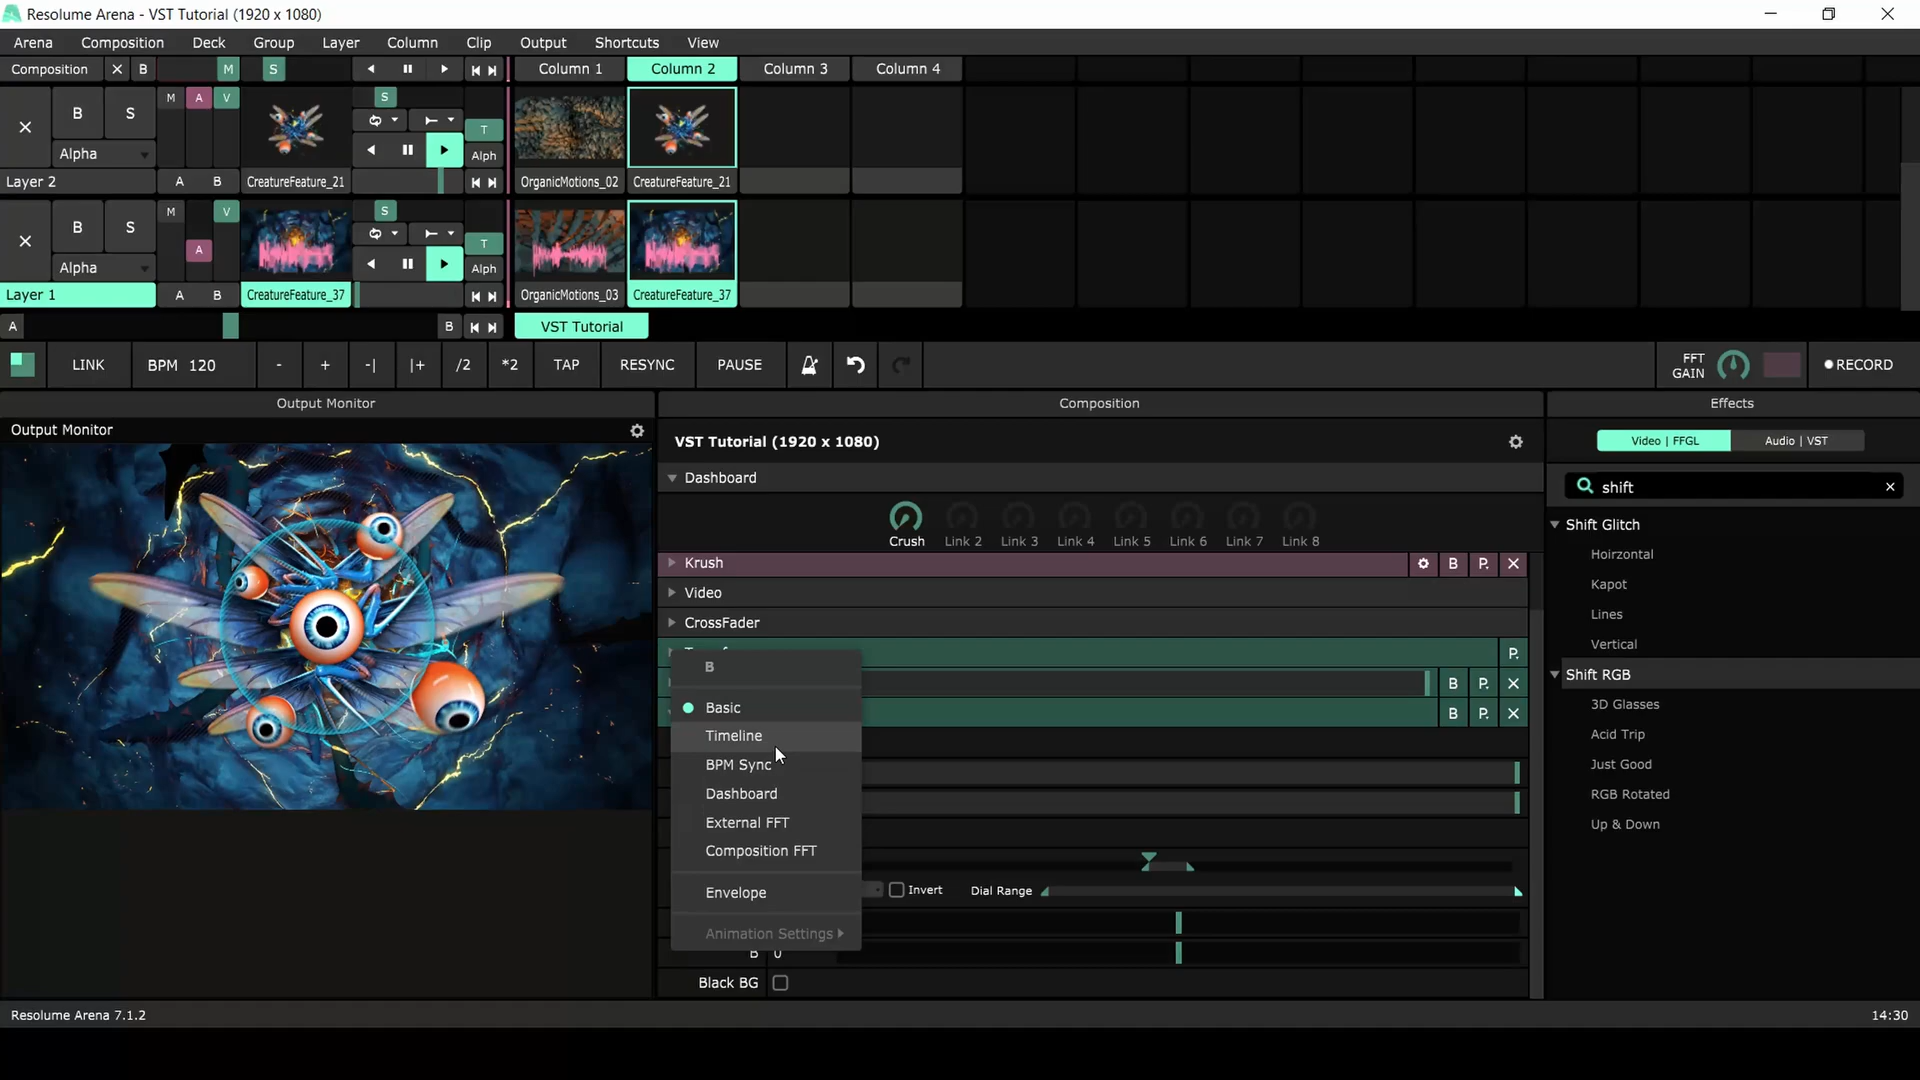 Resolume Arena - VST Tutorial (1920 x 1080)
Arena Composition Deck Group Layer Column Clip Output Shortcuts View
Composition B M S Column 1 Column 2 Column 3 Column 4
B S M A V S
Alpha T
Alph
Layer 2 A B CreatureFeature_21 OrganicMotions_02 CreatureFeature_21
B S M A V S
Alpha T
Alph
Layer 1 A B CreatureFeature_37 OrganicMotions_03 CreatureFeature_37
A B VST Tutorial
LINK BPM 120 - + -| |+ /2 *2 TAP RESYNC PAUSE FFT GAIN RECORD
Output Monitor Composition Effects
Output Monitor
VST Tutorial (1920 x 1080)
Video | FFGL Audio | VST
Dashboard
shift
Crush Link 2 Link 3 Link 4 Link 5 Link 6 Link 7 Link 8
Krush B P.
Video
CrossFader
P.
B P.
B P.
B
Basic
Timeline
BPM Sync
Dashboard
External FFT
Composition FFT
Envelope
Animation Settings
Invert Dial Range
B 0
Black BG
Shift Glitch
Hoirzontal
Kapot
Lines
Vertical
Shift RGB
3D Glasses
Acid Trip
Just Good
RGB Rotated
Up & Down
Resolume Arena 7.1.2 14:30